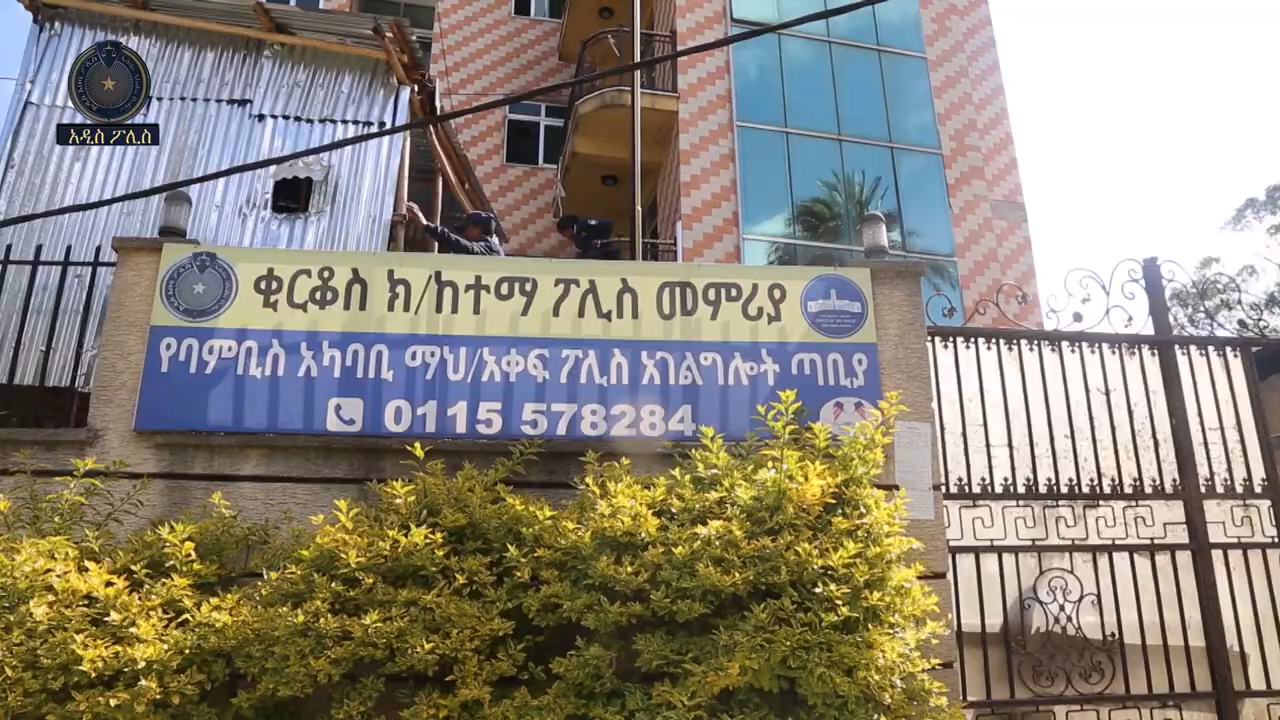 አዲስ ፖሊስ
ቂርቆስ ክ/ከተማ ፖሊስ መምሪያ
የባምቢስ አካባቢ ማህ/አቀፍ ፖሊስ አገልግሎት ጣቢያ
0115 578284